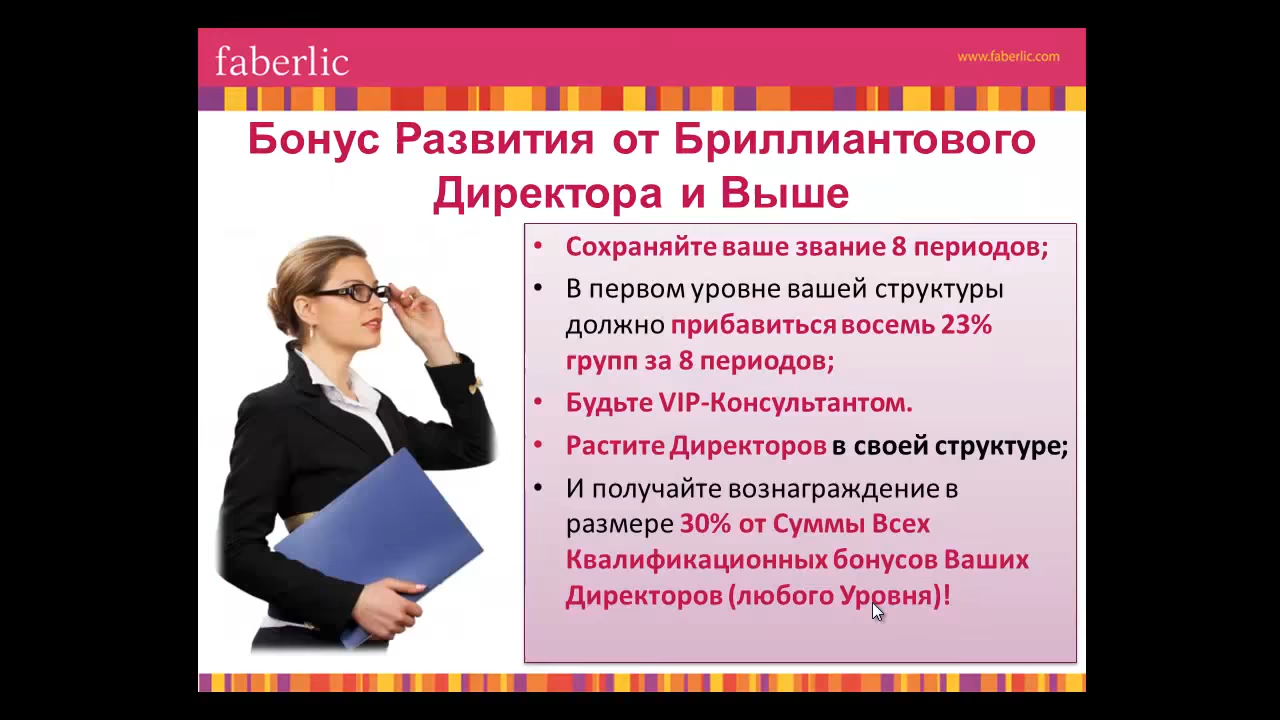 faberlic
www.faberlic.com
Бонус Развития от Бриллиантового
Директора и Выше
• Сохраняйте ваше звание 8 периодов;
• В первом уровне вашей структуры
должно прибавиться восемь 23%
групп за 8 периодов;
• Будьте VIP-Консультантом.
• Растите Директоров в своей структуре;
• И получайте вознаграждение в
размере 30% от Суммы Всех
Квалификационных бонусов Ваших
Директоров (любого Уровня)!